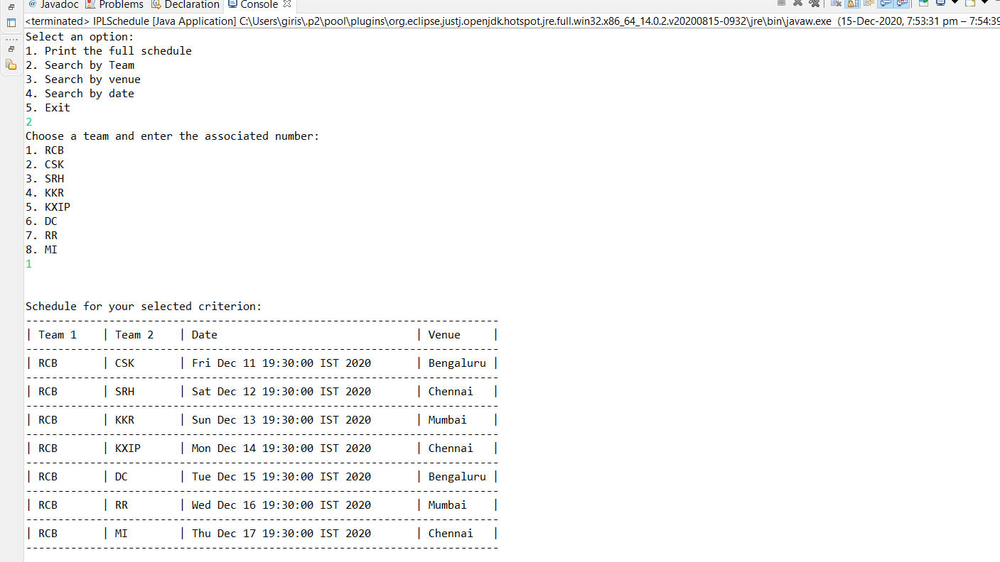 @ Javadoc Problems Declaration Console
<terminated> IPLSchedule [Java Application] C:\Users\giris\.p2\pool\plugins\org.eclipse.justj.openjdk.hotspot.jre.full.win32.x86_64_14.0.2.v20200815-0932\jre\bin\javaw.exe (15-Dec-2020, 7:53:31 pm – 7:54:39
Select an option:
1. Print the full schedule
2. Search by Team
3. Search by venue
4. Search by date
5. Exit
2
Choose a team and enter the associated number:
1. RCB
2. CSK
3. SRH
4. KKR
5. KXIP
6. DC
7. RR
8. MI
1
Schedule for your selected criterion:
--------------------------------------------------------------------------
| Team 1    | Team 2    | Date                               | Venue     |
--------------------------------------------------------------------------
| RCB       | CSK       | Fri Dec 11 19:30:00 IST 2020       | Bengaluru |
--------------------------------------------------------------------------
| RCB       | SRH       | Sat Dec 12 19:30:00 IST 2020       | Chennai   |
--------------------------------------------------------------------------
| RCB       | KKR       | Sun Dec 13 19:30:00 IST 2020       | Mumbai    |
--------------------------------------------------------------------------
| RCB       | KXIP      | Mon Dec 14 19:30:00 IST 2020       | Chennai   |
--------------------------------------------------------------------------
| RCB       | DC        | Tue Dec 15 19:30:00 IST 2020       | Bengaluru |
--------------------------------------------------------------------------
| RCB       | RR        | Wed Dec 16 19:30:00 IST 2020       | Mumbai    |
--------------------------------------------------------------------------
| RCB       | MI        | Thu Dec 17 19:30:00 IST 2020       | Chennai   |
--------------------------------------------------------------------------